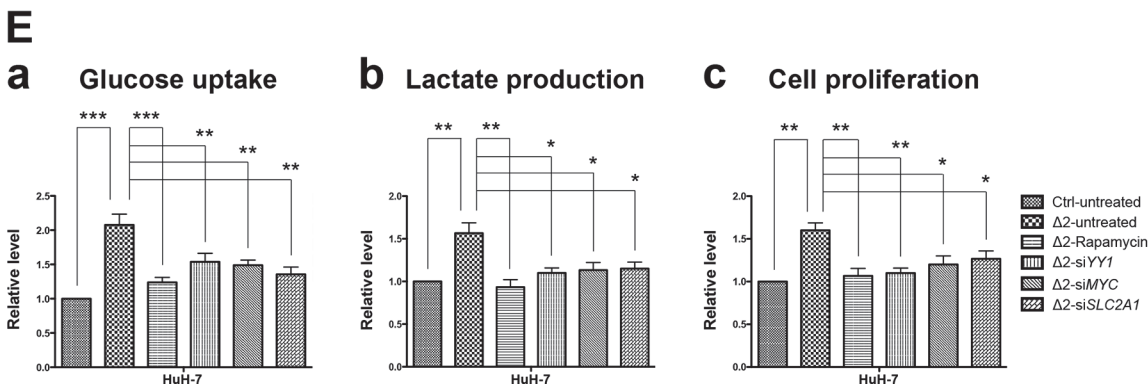 E
a Glucose uptake
*** ***
**
**
**
Relative level
2.5
2.0
1.5
1.0
0.5
0.0
HuH-7
b Lactate production
** **
*
*
*
Relative level
2.0
1.5
1.0
0.5
0.0
HuH-7
c Cell proliferation
** **
**
*
*
Relative level
2.0
1.5
1.0
0.5
0.0
HuH-7
Ctrl-untreated
Δ2-untreated
Δ2-Rapamycin
Δ2-siYY1
Δ2-siMYC
Δ2-siSLC2A1